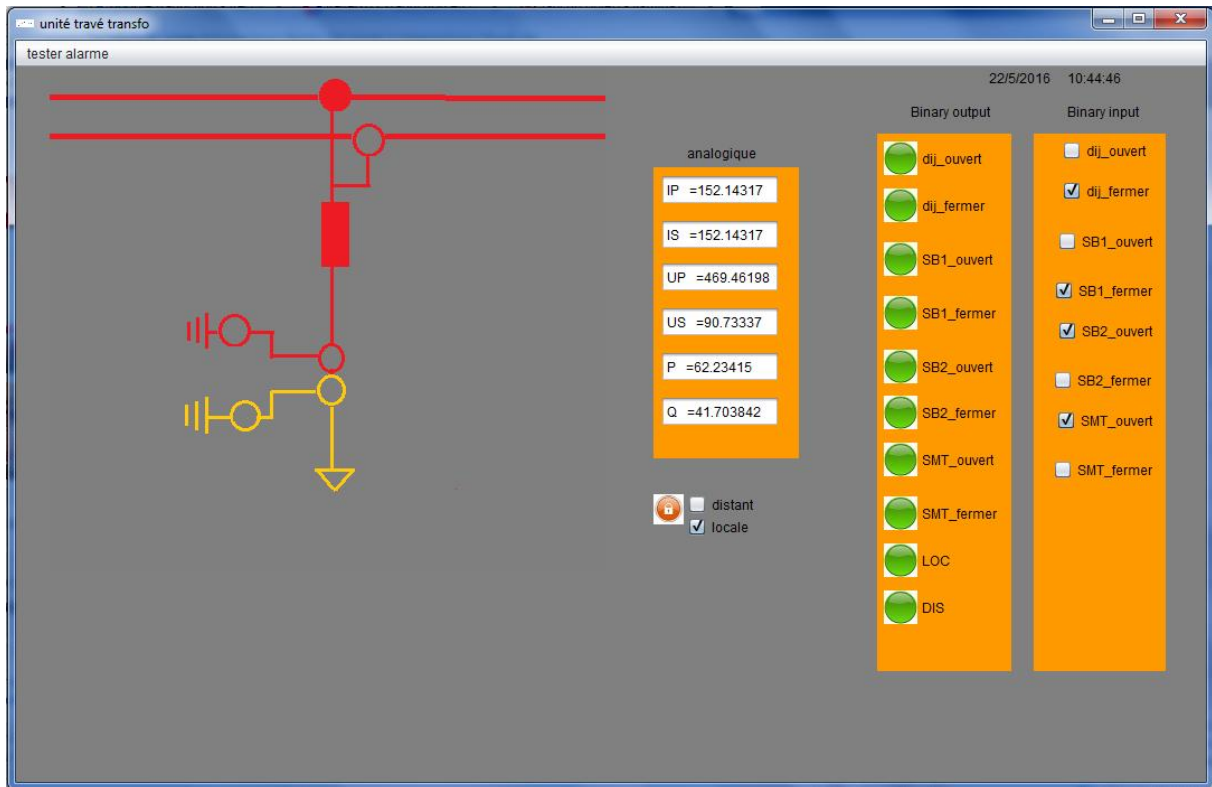 unité travé transfo
tester alarme
22/5/2016 10:44:46
analogique
IP =152.14317
IS =152.14317
UP =469.46198
US =90.73337
P =62.23415
Q =41.703842
distant
locale
Binary output
dij_ouvert
dij_fermer
SB1_ouvert
SB1_fermer
SB2_ouvert
SB2_fermer
SMT_ouvert
SMT_fermer
LOC
DIS
Binary input
dij_ouvert
dij_fermer
SB1_ouvert
SB1_fermer
SB2_ouvert
SB2_fermer
SMT_ouvert
SMT_fermer